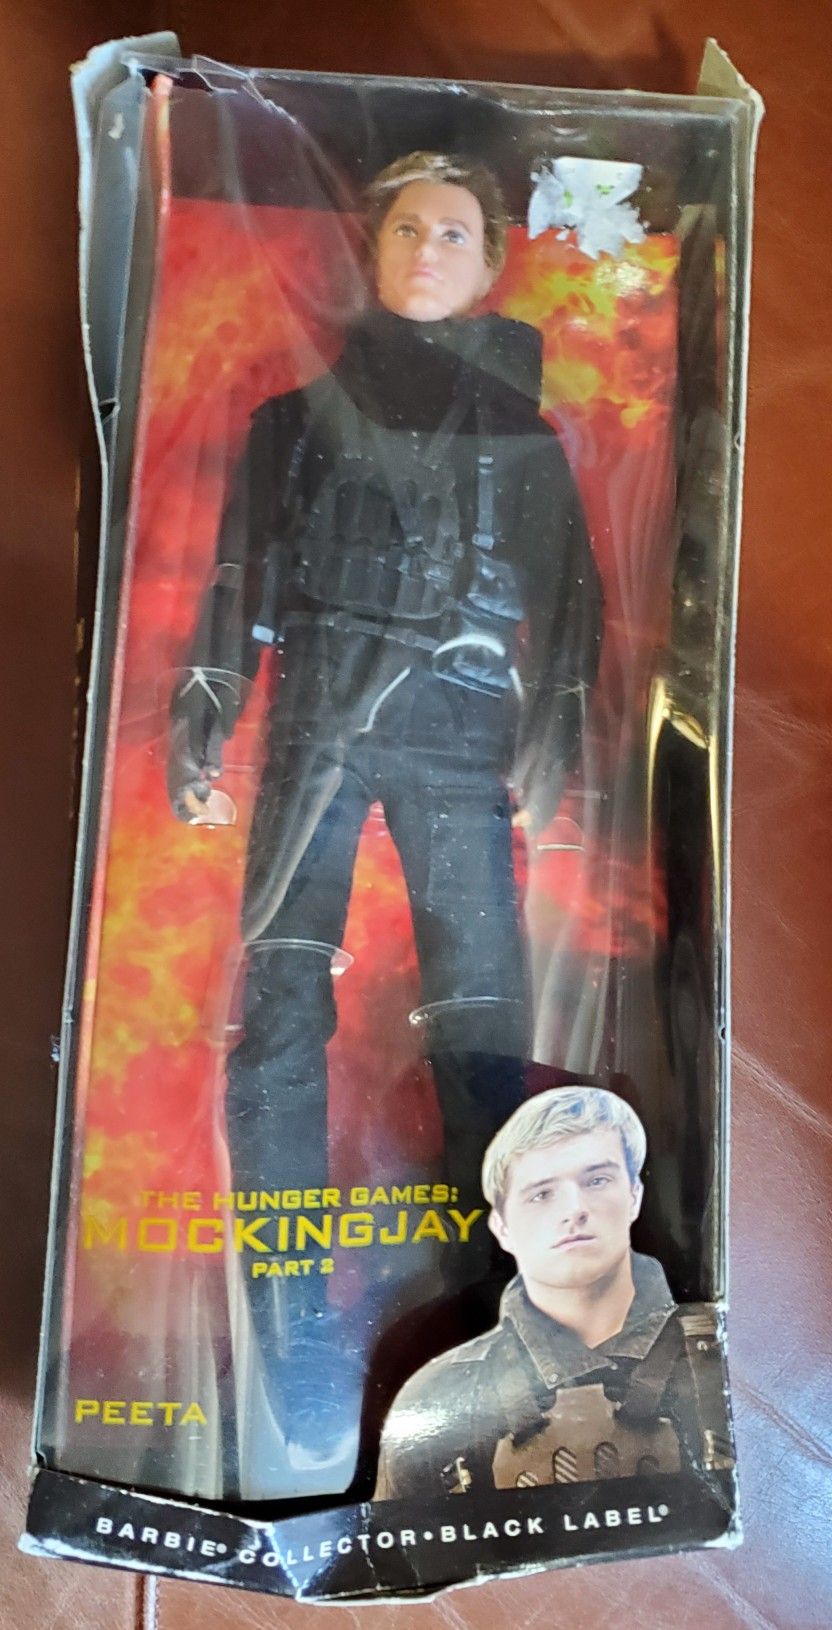 THE HUNGER GAMES:
MOCKINGJAY
PART 2
PEETA
BARBIE® COLLECTOR • BLACK LABEL®